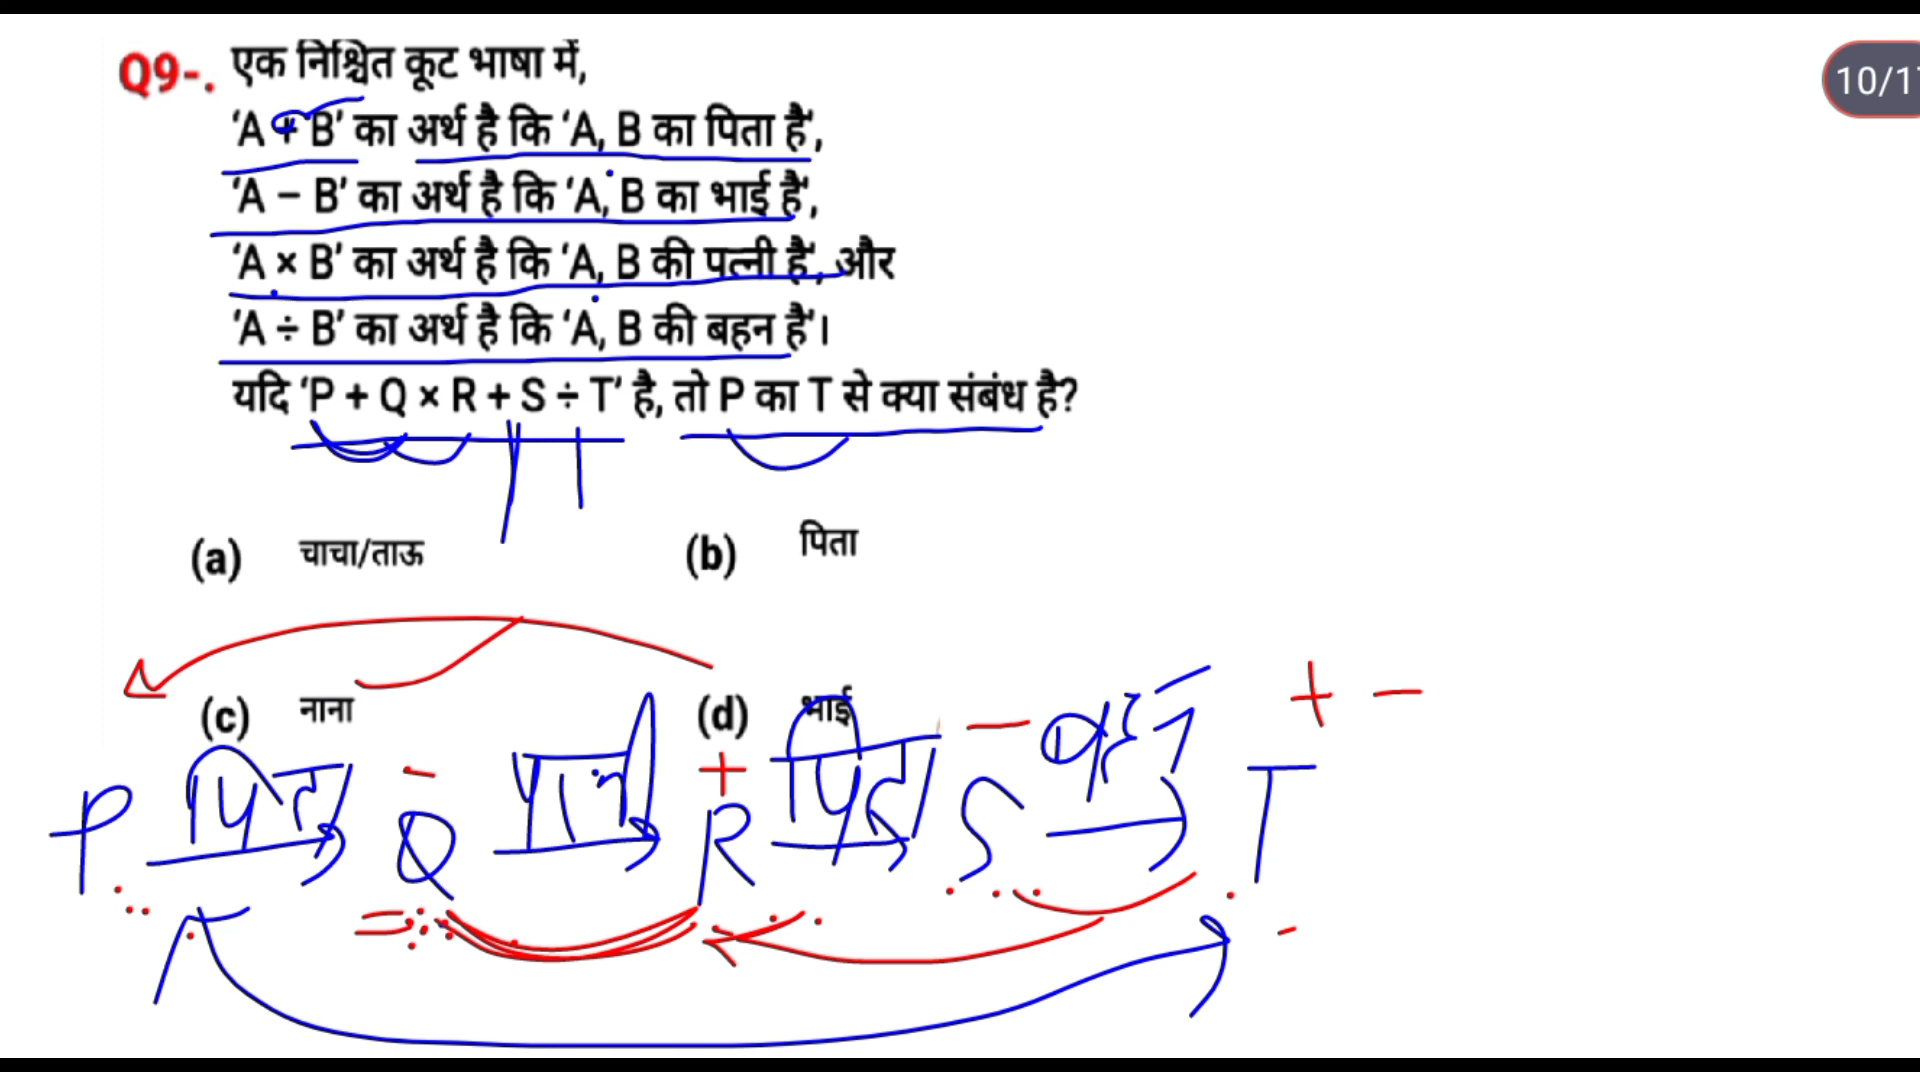 10/1
Q9-. एक निश्चित कूट भाषा में,
‘A + B’ का अर्थ है कि ‘A, B का पिता है’,
‘A – B’ का अर्थ है कि ‘A, B का भाई है’,
‘A × B’ का अर्थ है कि ‘A, B की पत्नी है’, और
‘A ÷ B’ का अर्थ है कि ‘A, B की बहन है’।
यदि ‘P + Q × R + S ÷ T’ है, तो P का T से क्या संबंध है?
(a) चाचा/ताऊ (b) पिता
(c) नाना (d) भाई
+ -
- + -
P पिता Q पत्नी R पिता S बहन T